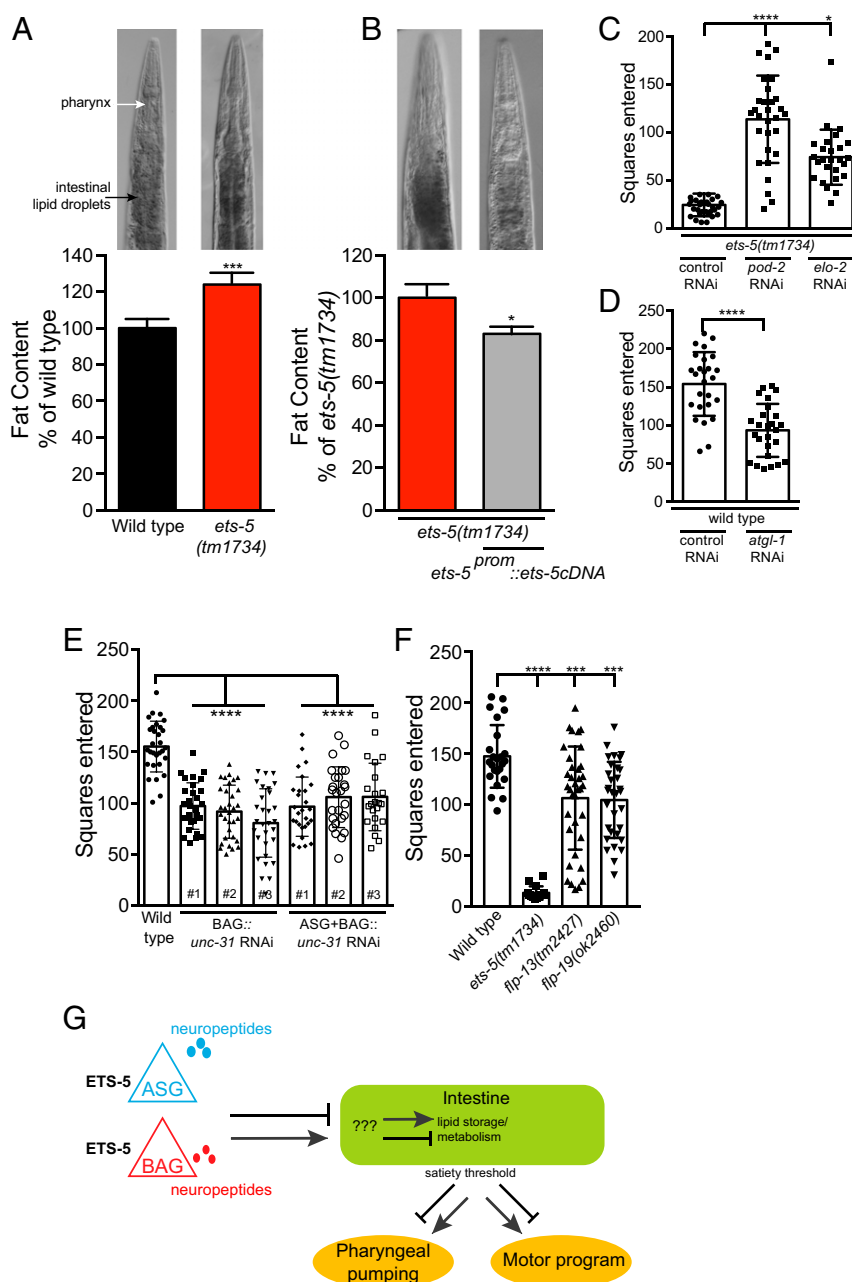 A
B
C
D
E
F
G
pharynx
intestinal
lipid droplets
Fat Content
% of wild type
140
120
100
80
60
40
20
0
***
Wild type
ets-5
(tm1734)
Fat Content
% of ets-5(tm1734)
120
100
80
60
40
20
0
*
ets-5(tm1734)
ets-5prom::ets-5cDNA
Squares entered
200
150
100
50
0
****
*
ets-5(tm1734)
control
RNAi
pod-2
RNAi
elo-2
RNAi
Squares entered
250
200
150
100
50
0
****
wild type
control
RNAi
atgl-1
RNAi
Squares entered
250
200
150
100
50
0
****
****
#1
#2
#3
#1
#2
#3
Wild
type
BAG::
unc-31 RNAi
ASG+BAG::
unc-31 RNAi
Squares entered
250
200
150
100
50
0
****
***
***
Wild type
ets-5(tm1734)
flp-13(tm2427)
flp-19(ok2460)
neuropeptides
ETS-5
ASG
ETS-5
BAG
neuropeptides
Intestine
???
lipid storage/
metabolism
satiety threshold
Pharyngeal
pumping
Motor program